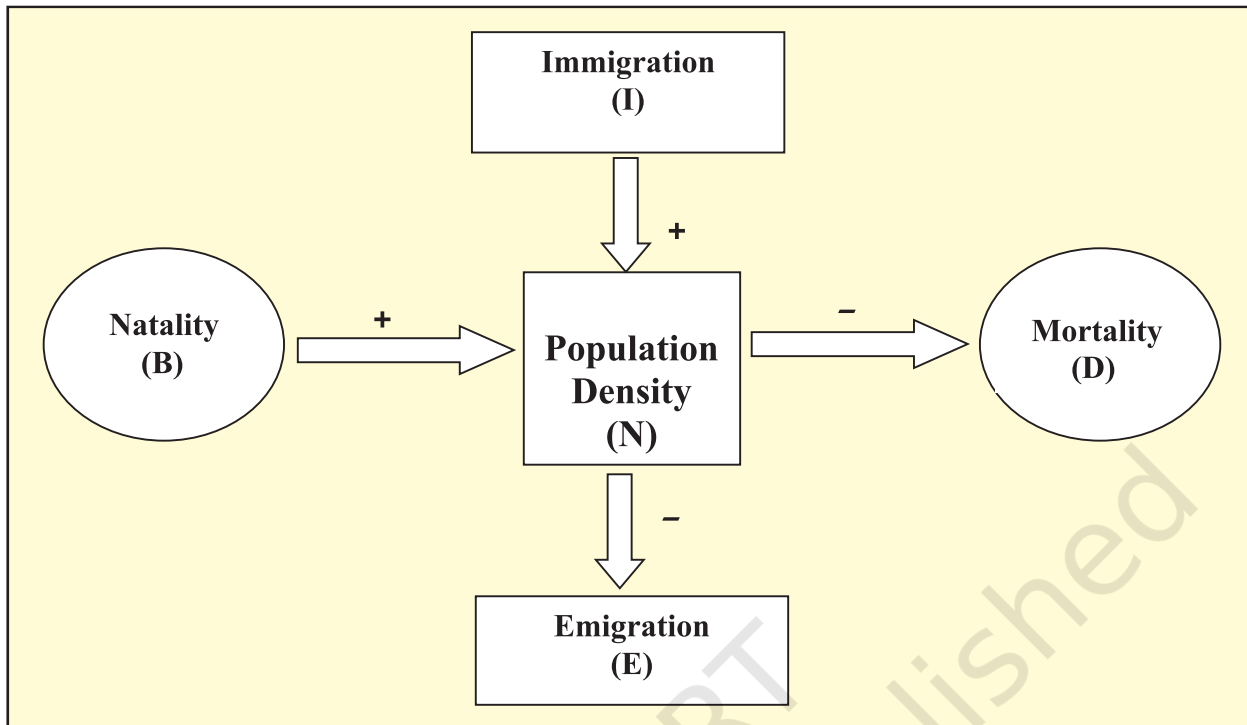 Immigration
(I)
+
Natality
(B)
+
Population
Density
(N)
–
Mortality
(D)
–
Emigration
(E)